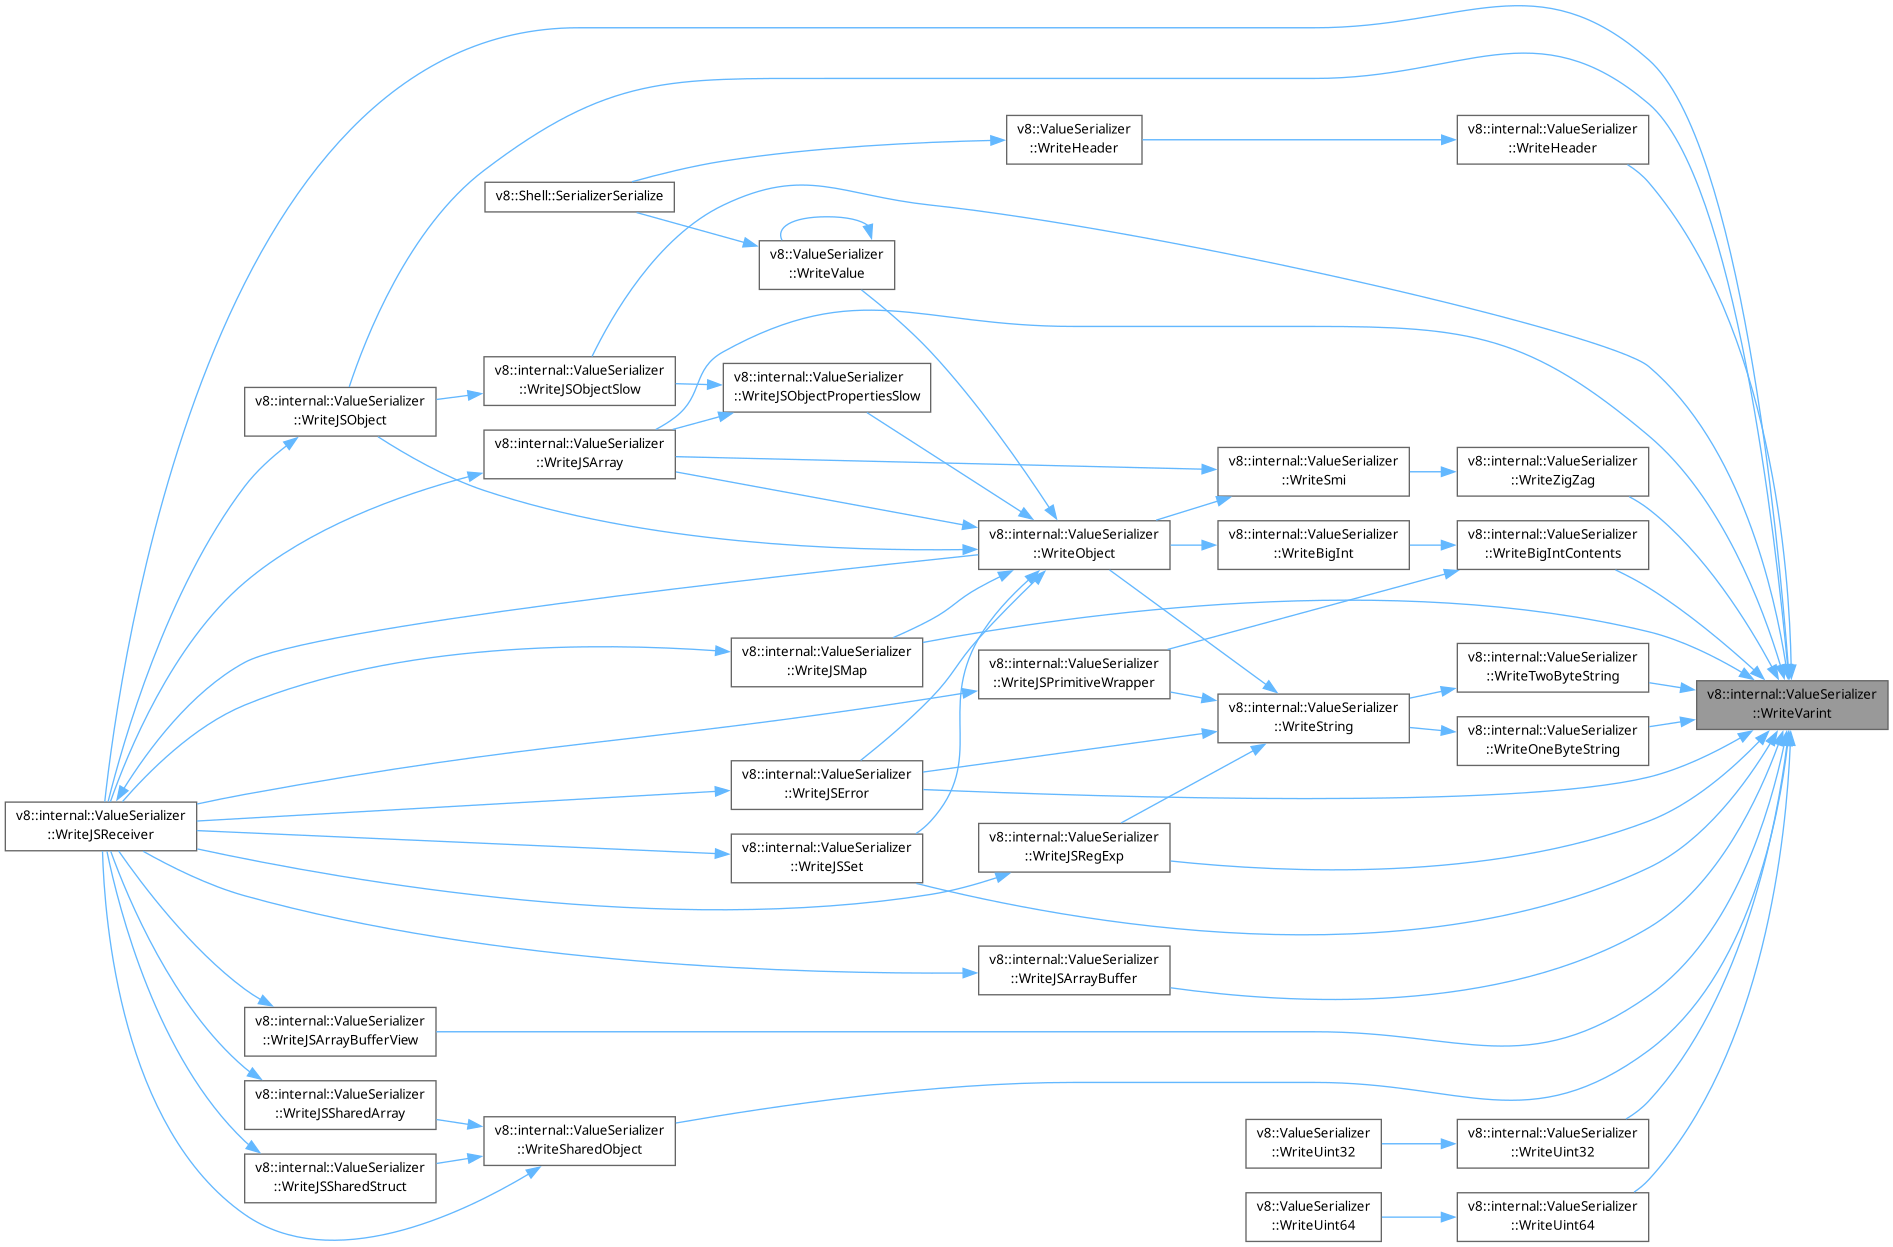 v8::ValueSerializer
::WriteHeader
v8::internal::ValueSerializer
::WriteHeader
v8::Shell::SerializerSerialize
v8::ValueSerializer
::WriteValue
v8::internal::ValueSerializer
::WriteJSObject
v8::internal::ValueSerializer
::WriteJSObjectSlow
v8::internal::ValueSerializer
::WriteJSObjectPropertiesSlow
v8::internal::ValueSerializer
::WriteJSArray
v8::internal::ValueSerializer
::WriteSmi
v8::internal::ValueSerializer
::WriteZigZag
v8::internal::ValueSerializer
::WriteObject
v8::internal::ValueSerializer
::WriteBigInt
v8::internal::ValueSerializer
::WriteBigIntContents
v8::internal::ValueSerializer
::WriteJSMap
v8::internal::ValueSerializer
::WriteJSPrimitiveWrapper
v8::internal::ValueSerializer
::WriteTwoByteString
v8::internal::ValueSerializer
::WriteString
v8::internal::ValueSerializer
::WriteVarint
v8::internal::ValueSerializer
::WriteOneByteString
v8::internal::ValueSerializer
::WriteJSError
v8::internal::ValueSerializer
::WriteJSReceiver
v8::internal::ValueSerializer
::WriteJSSet
v8::internal::ValueSerializer
::WriteJSRegExp
v8::internal::ValueSerializer
::WriteJSArrayBuffer
v8::internal::ValueSerializer
::WriteJSArrayBufferView
v8::internal::ValueSerializer
::WriteJSSharedArray
v8::internal::ValueSerializer
::WriteSharedObject
v8::internal::ValueSerializer
::WriteJSSharedStruct
v8::ValueSerializer
::WriteUint32
v8::internal::ValueSerializer
::WriteUint32
v8::ValueSerializer
::WriteUint64
v8::internal::ValueSerializer
::WriteUint64